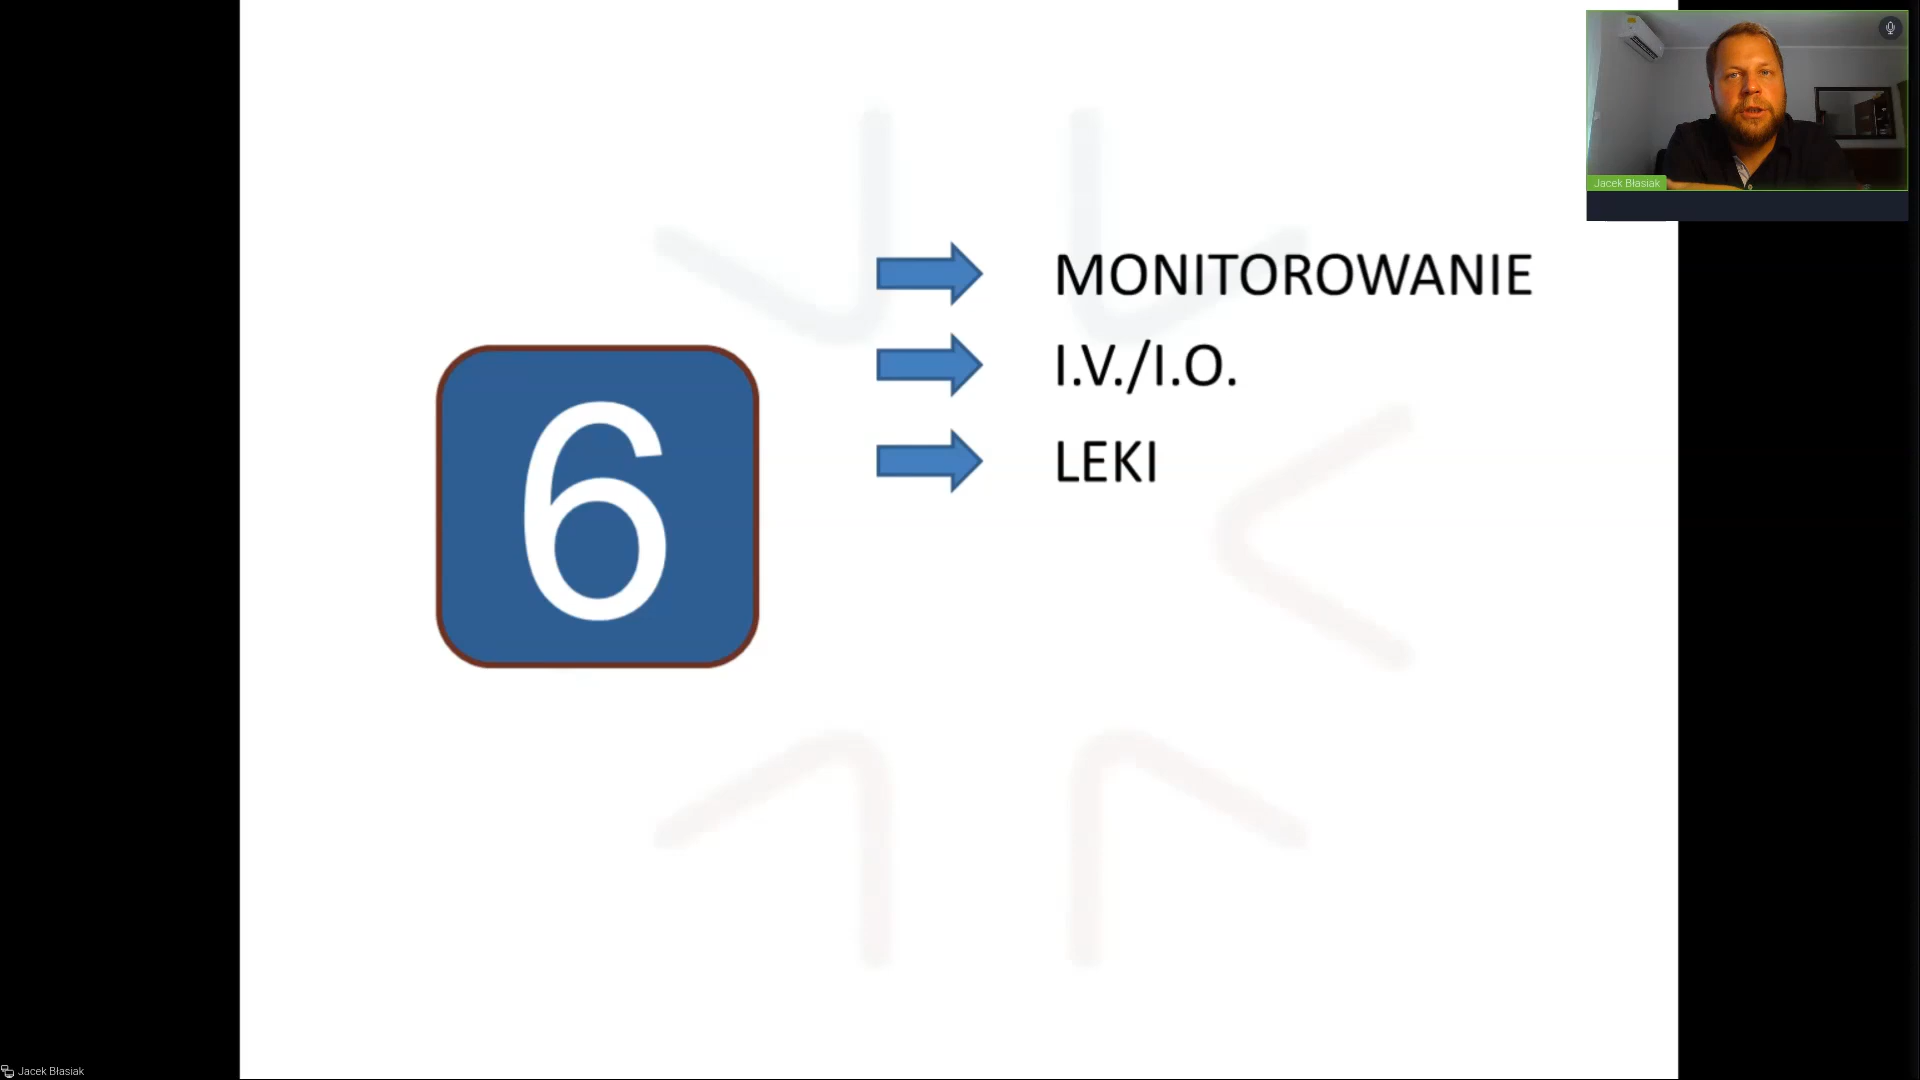 Jacek Błasiak
MONITOROWANIE
I.V./I.O.
LEKI
6
Jacek Błasiak